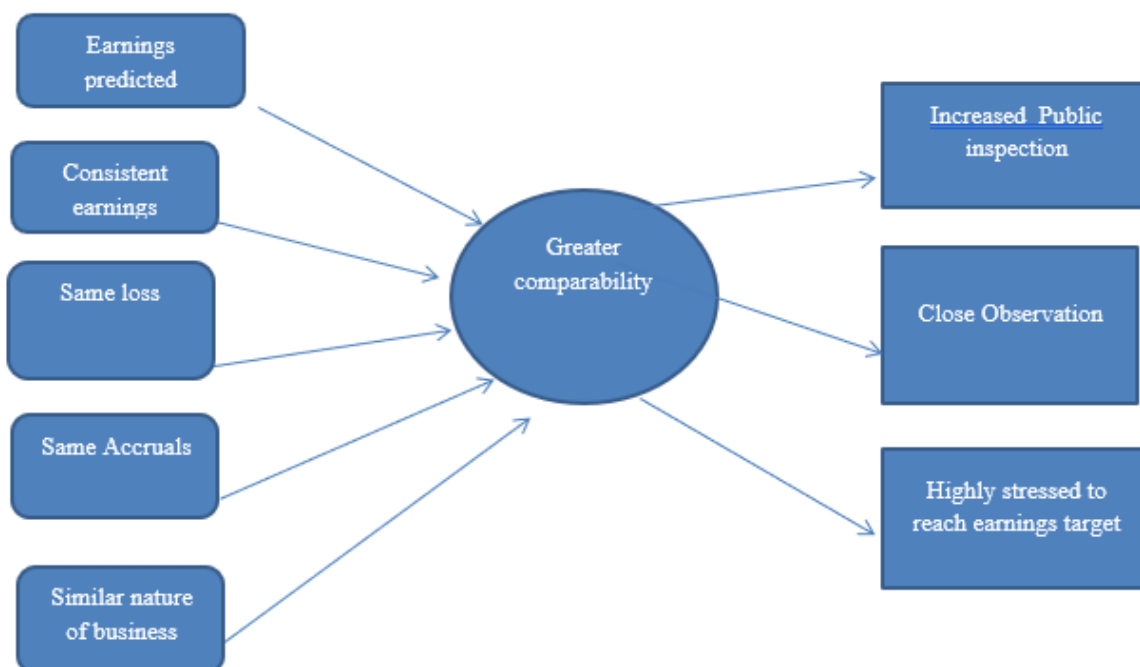 Earnings
predicted
Consistent
earnings
Same loss
Same Accruals
Similar nature
of business
Greater
comparability
Increased Public
inspection
Close Observation
Highly stressed to
reach earnings target